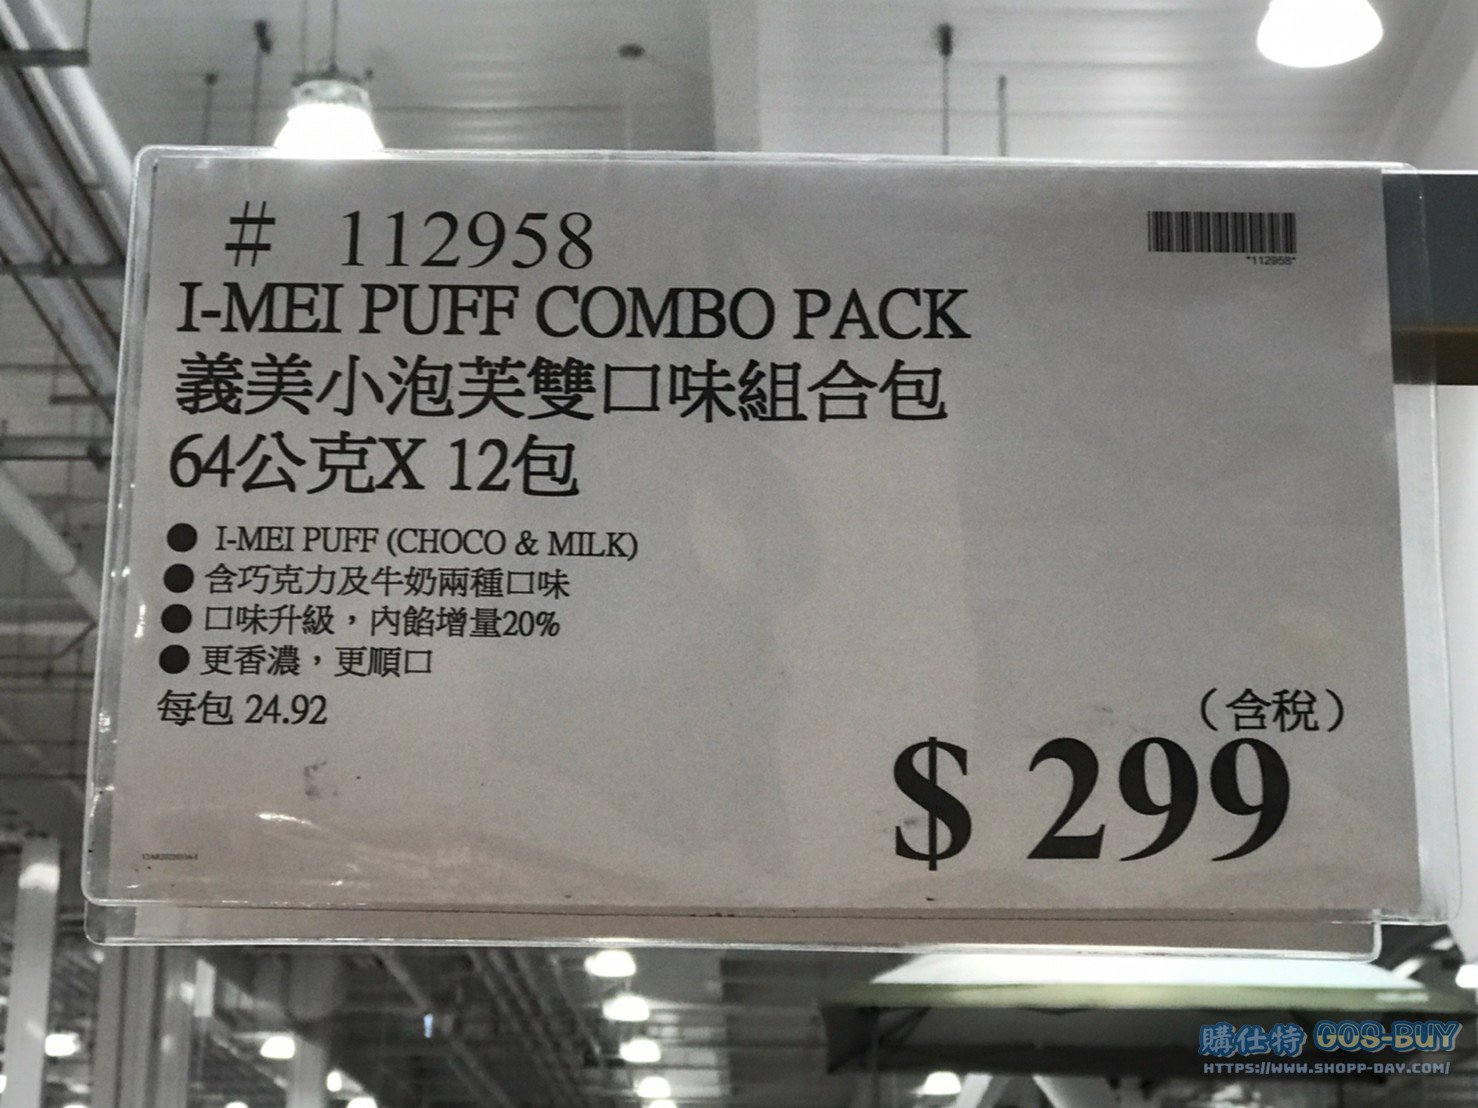 # 112958
*112958*
I-MEI PUFF COMBO PACK
義美小泡芙雙口味組合包
64公克X 12包
● I-MEI PUFF (CHOCO & MILK)
● 含巧克力及牛奶兩種口味
● 口味升級，內餡增量20%
● 更香濃，更順口
每包 24.92
（含稅）
$ 299
購仕特 GOS-BUY
HTTPS://WWW.SHOPP-DAY.COM/